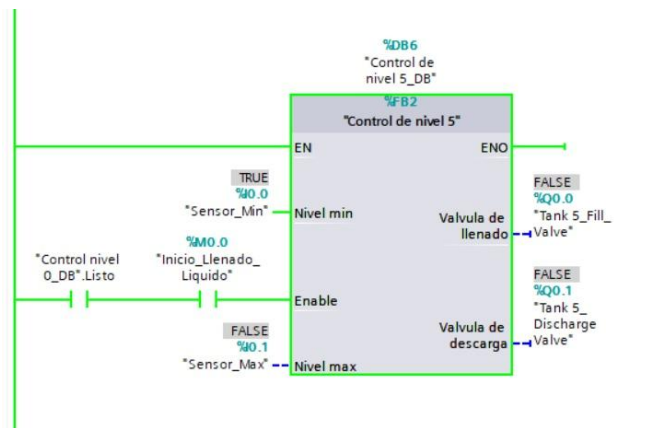 %DB6
"Control de
nivel 5_DB"
%FB2
"Control de nivel 5"
EN
ENO
TRUE
%I0.0
"Sensor_Min"
Nivel min
FALSE
%Q0.0
"Tank 5_Fill_
Valve"
Valvula de
llenado
"Control nivel
0_DB".Listo
%M0.0
"Inicio_Llenado_
Liquido"
Enable
FALSE
%Q0.1
"Tank 5_
Discharge
Valve"
Valvula de
descarga
FALSE
%I0.1
"Sensor_Max"
Nivel max